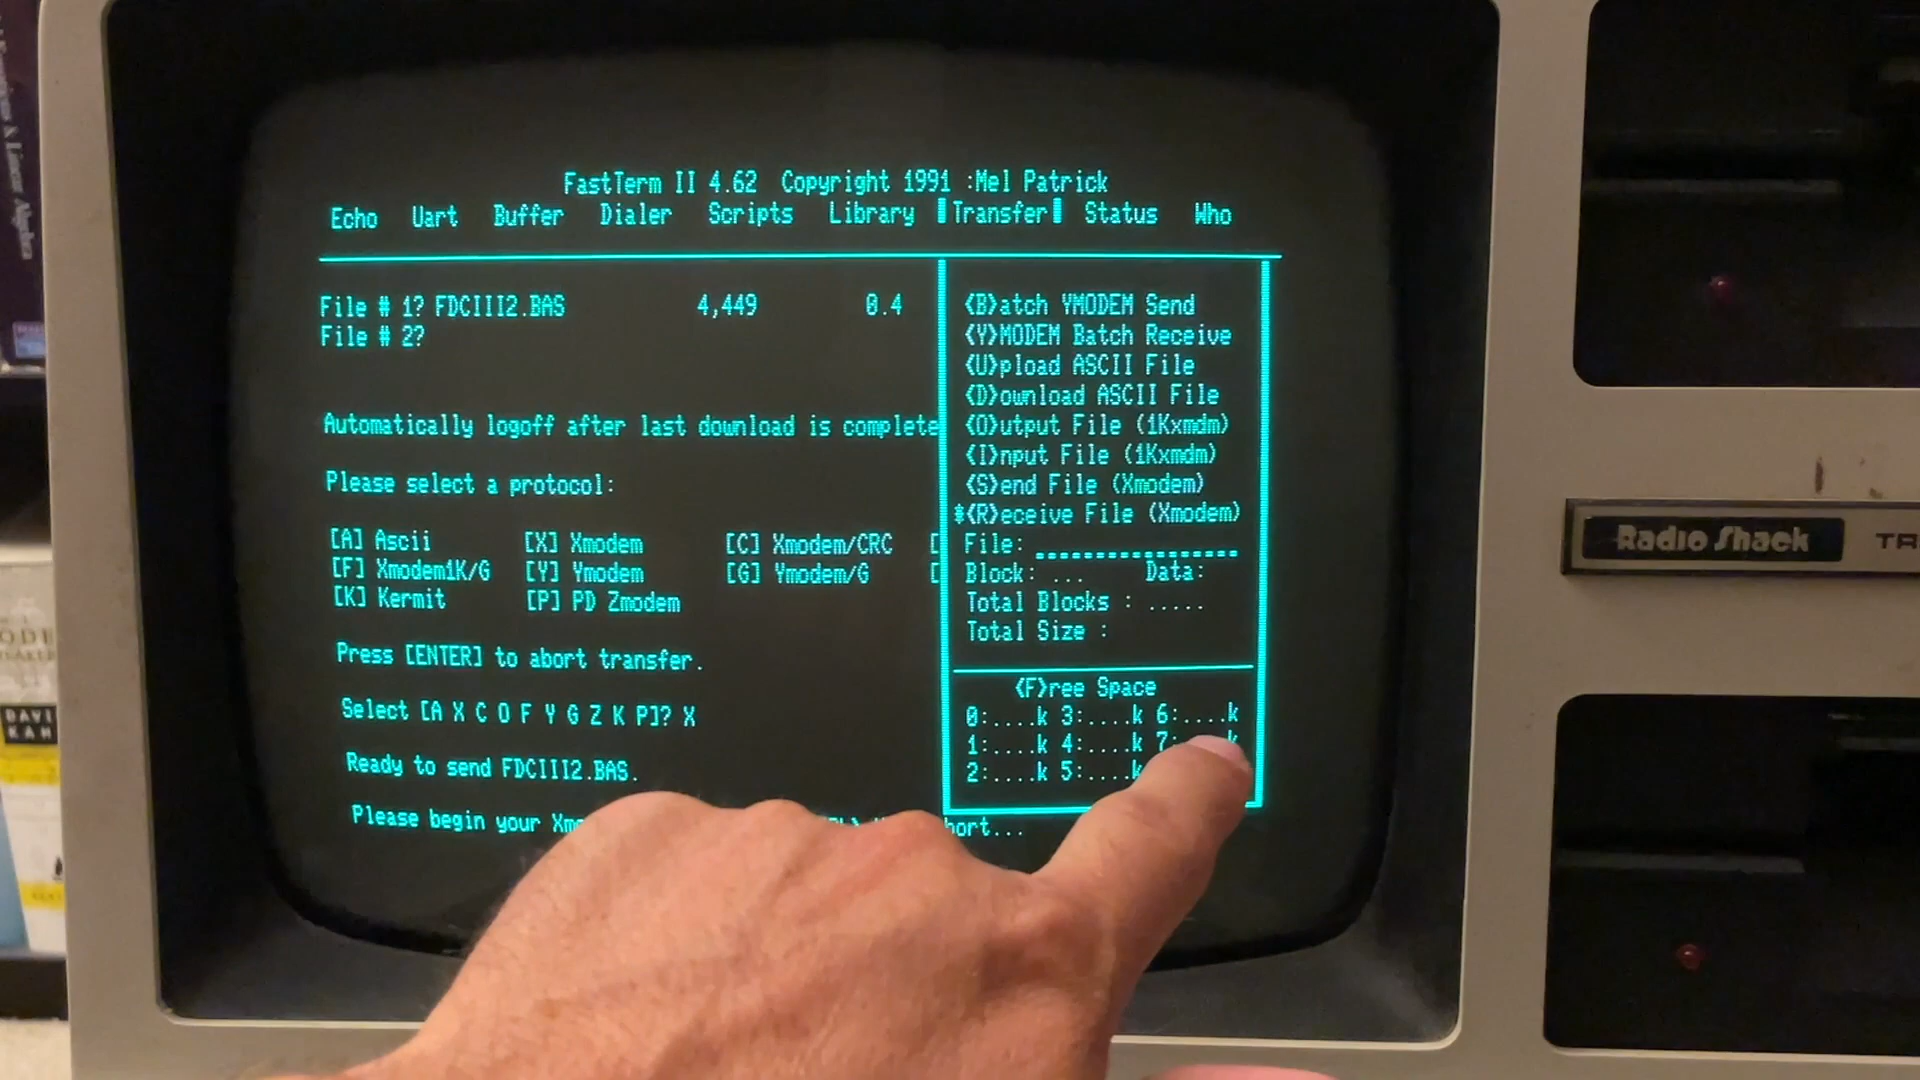 FastTerm II 4.62 Copyright 1991 :Mel Patrick
Echo Uart Buffer Dialer Scripts Library Transfer Status Who
File # 1? FDCIII2.BAS 4,449 0.4
File # 2?
Automatically logoff after last download is complete
Please select a protocol:
[A] Ascii [X] Xmodem [C] Xmodem/CRC [
[F] Xmodem1K/G [Y] Ymodem [G] Ymodem/G [
[K] Kermit [P] PD Zmodem
Press [ENTER] to abort transfer.
Select [A X C O F Y G Z K P]? X
Ready to send FDCIII2.BAS.
Please begin your
<B>atch YMODEM Send
<Y>MODEM Batch Receive
<U>pload ASCII File
<D>ownload ASCII File
<O>utput File (1Kxmdm)
<I>nput File (1Kxmdm)
<S>end File (Xmodem)
*<R>eceive File (Xmodem)
File: _________________
Block: ... Data:
Total Blocks : .....
Total Size :
<F>ree Space
0:....k 3:....k 6:....k
1:....k 4:....k 7: k
2:....k 5:....k
Radio Shack
Linear Algebra